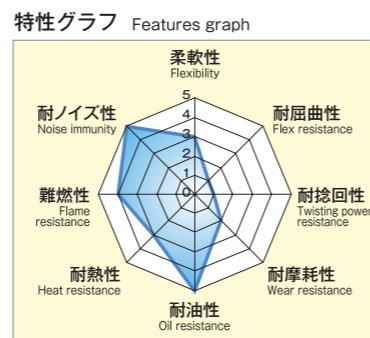 特性グラフ Features graph
柔軟性
Flexibility
耐屈曲性
Flex resistance
耐捻回性
Twisting power
resistance
耐摩耗性
Wear resistance
耐油性
Oil resistance
耐熱性
Heat resistance
難燃性
Flame
resistance
耐ノイズ性
Noise immunity
5
4
3
2
1
0